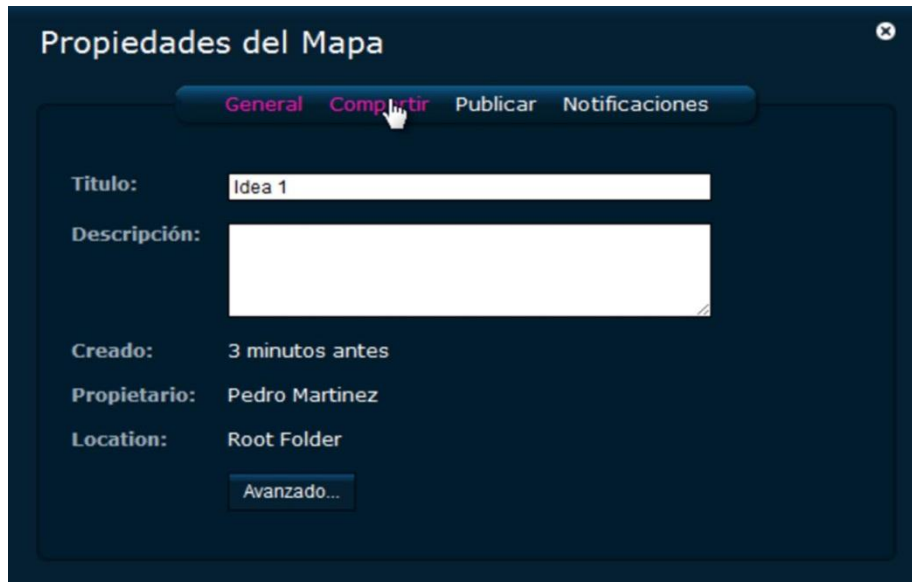 Propiedades del Mapa
General Compartir Publicar Notificaciones
Titulo: Idea 1
Descripción:
Creado: 3 minutos antes
Propietario: Pedro Martinez
Location: Root Folder
Avanzado...